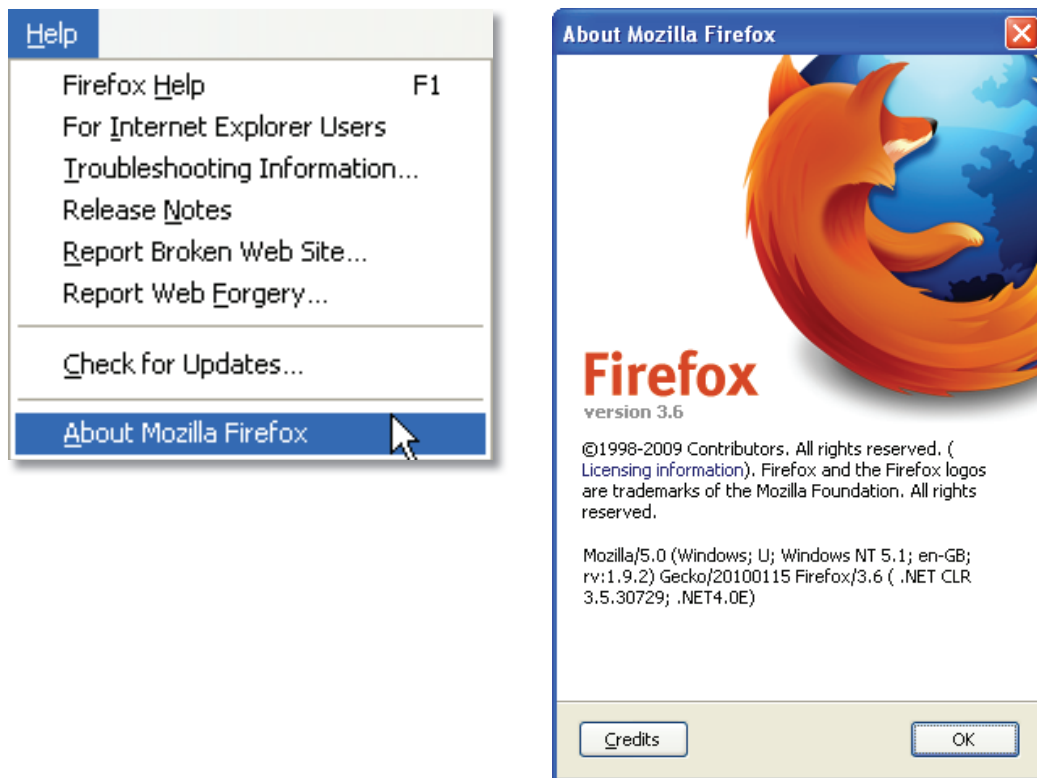 Help
Firefox Help F1
For Internet Explorer Users
Troubleshooting Information...
Release Notes
Report Broken Web Site...
Report Web Forgery...
Check for Updates...
About Mozilla Firefox
About Mozilla Firefox
Firefox
version 3.6
©1998-2009 Contributors. All rights reserved. (
Licensing information). Firefox and the Firefox logos
are trademarks of the Mozilla Foundation. All rights
reserved.
Mozilla/5.0 (Windows; U; Windows NT 5.1; en-GB;
rv:1.9.2) Gecko/20100115 Firefox/3.6 ( .NET CLR
3.5.30729; .NET4.0E)
Credits OK